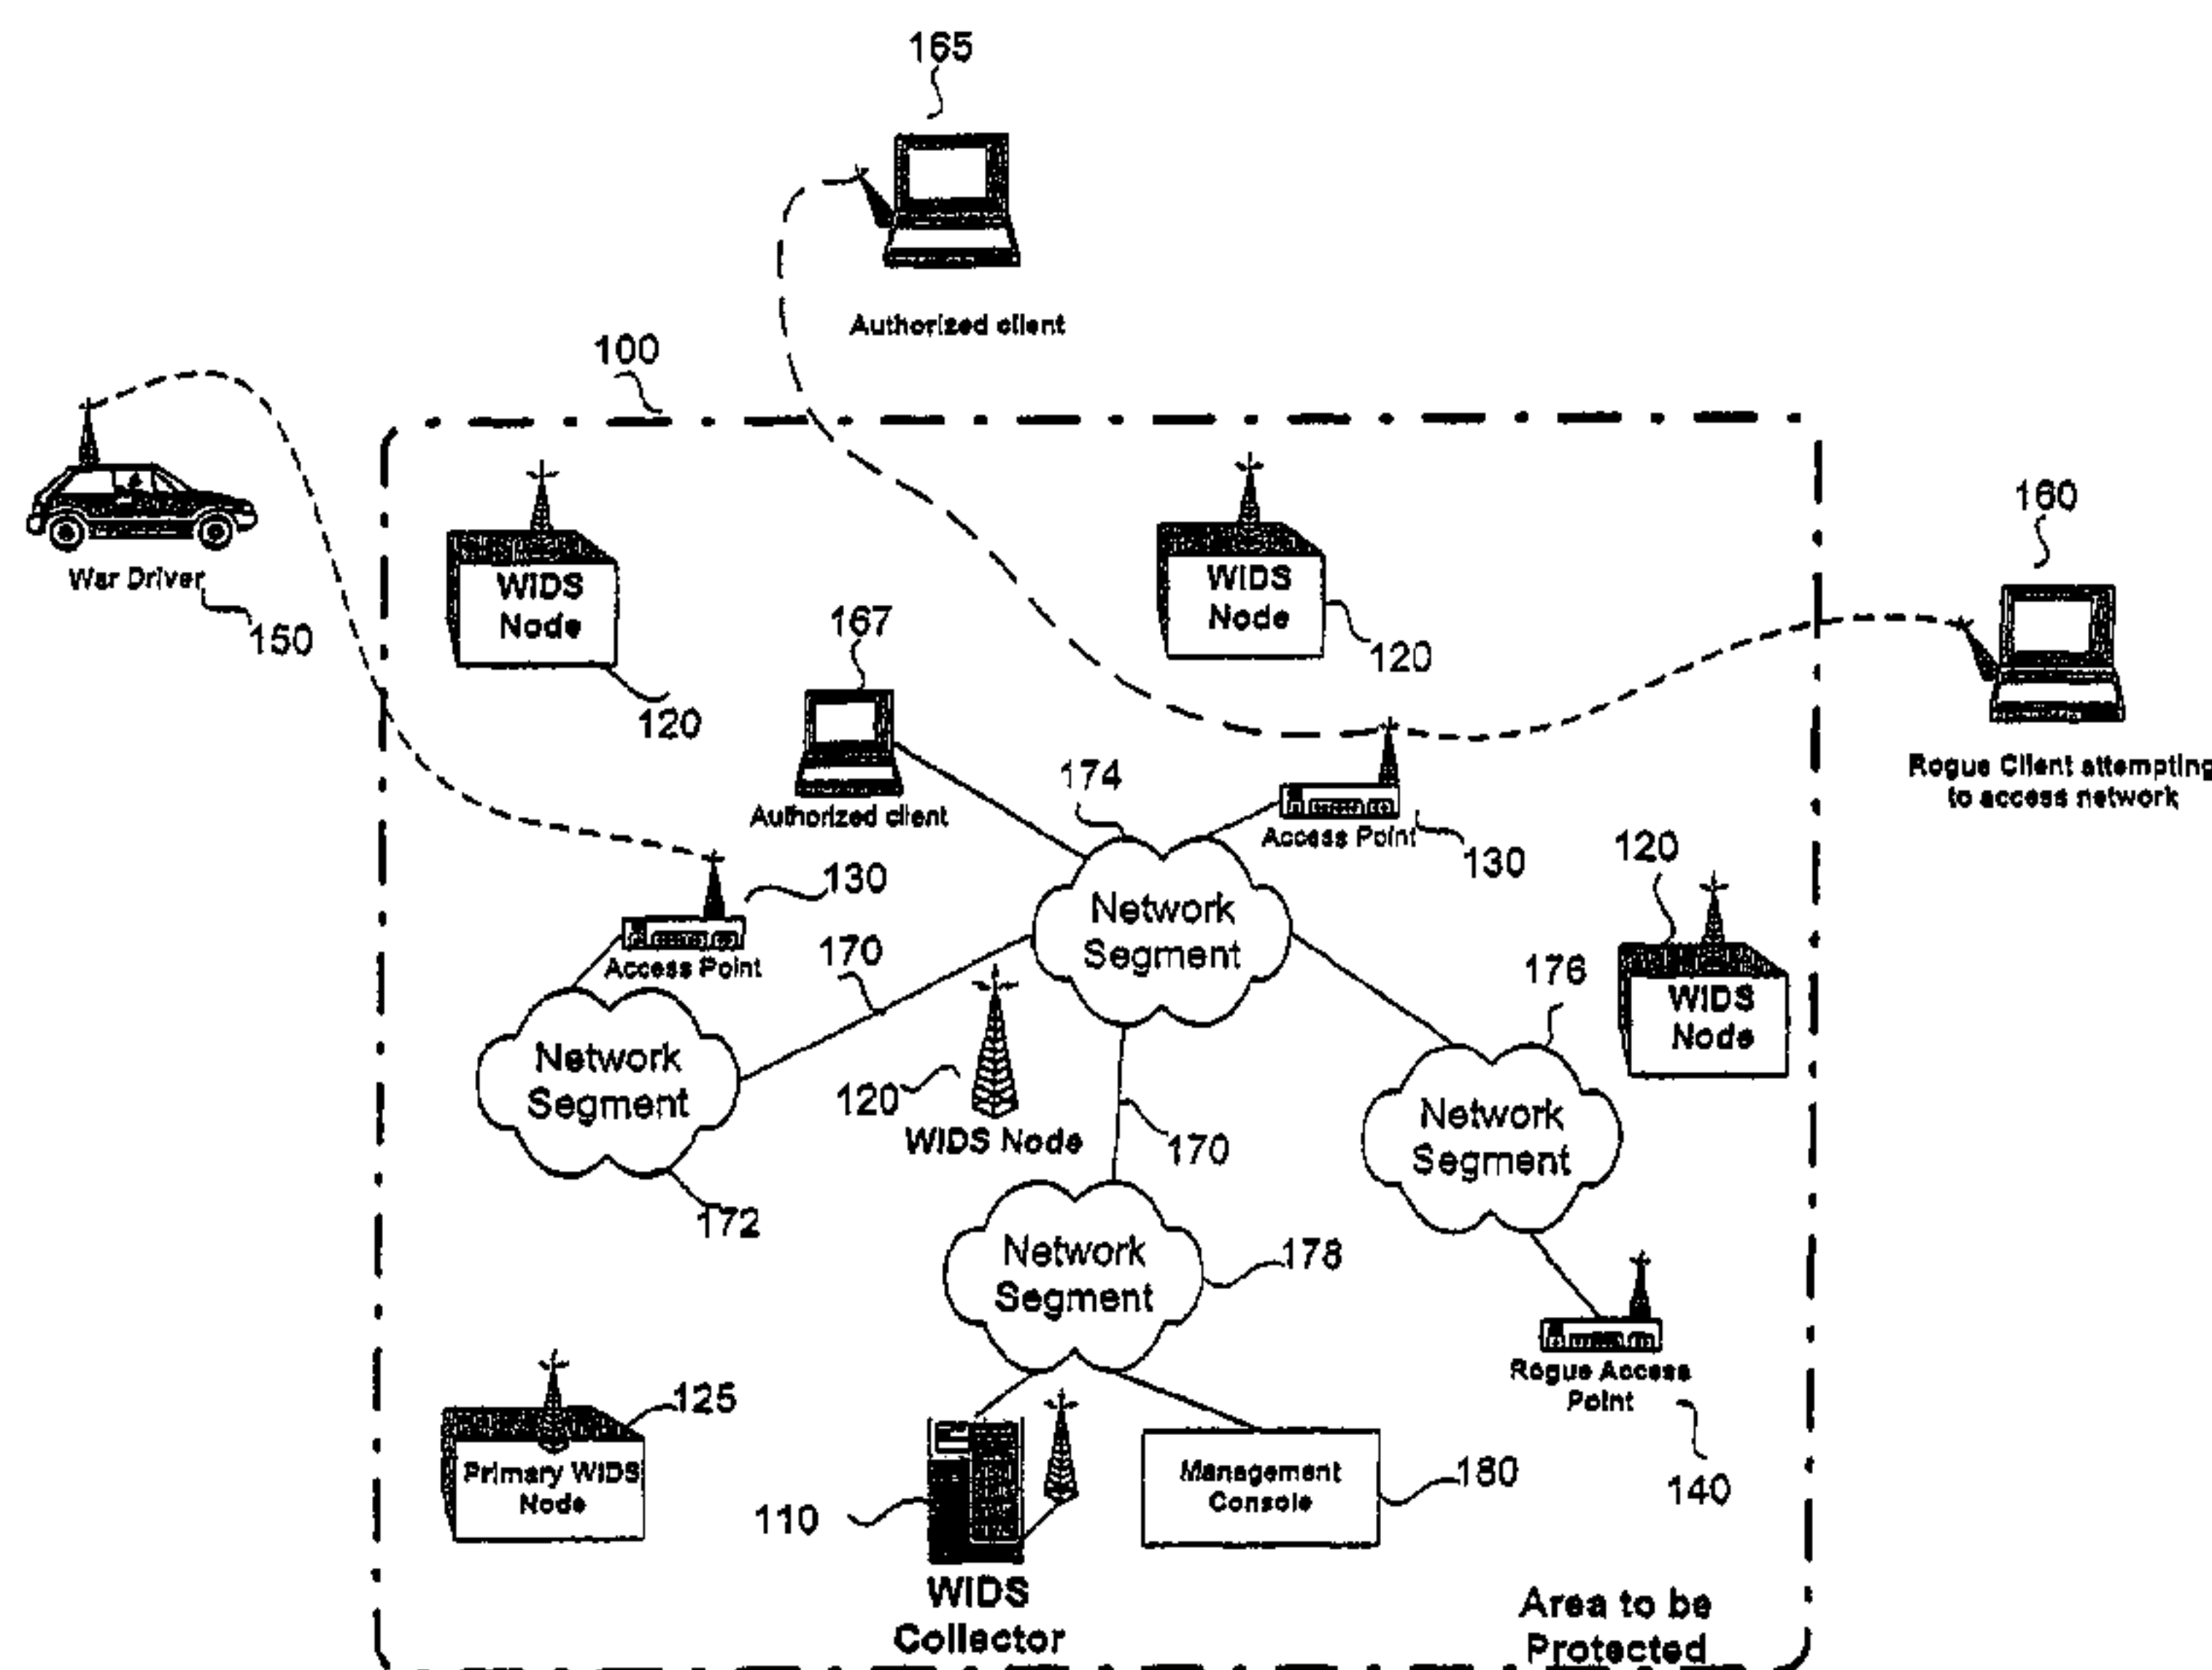 165
Authorized client
100
160
WIDS
Node
WIDS
Node
War Driver
150
167
120
120
Rogue Client attempting
to access network
174
Authorized client
Access Point
130
120
130
Network
Segment
Access Point
170
176
WIDS
Node
Network
Segment
120
WIDS Node
170
Network
Segment
172
Network
Segment
178
Rogue Access
Point
125
Primary WIDS
Node
Management
Console
180
140
110
WIDS
Collector
Area to be
Protected